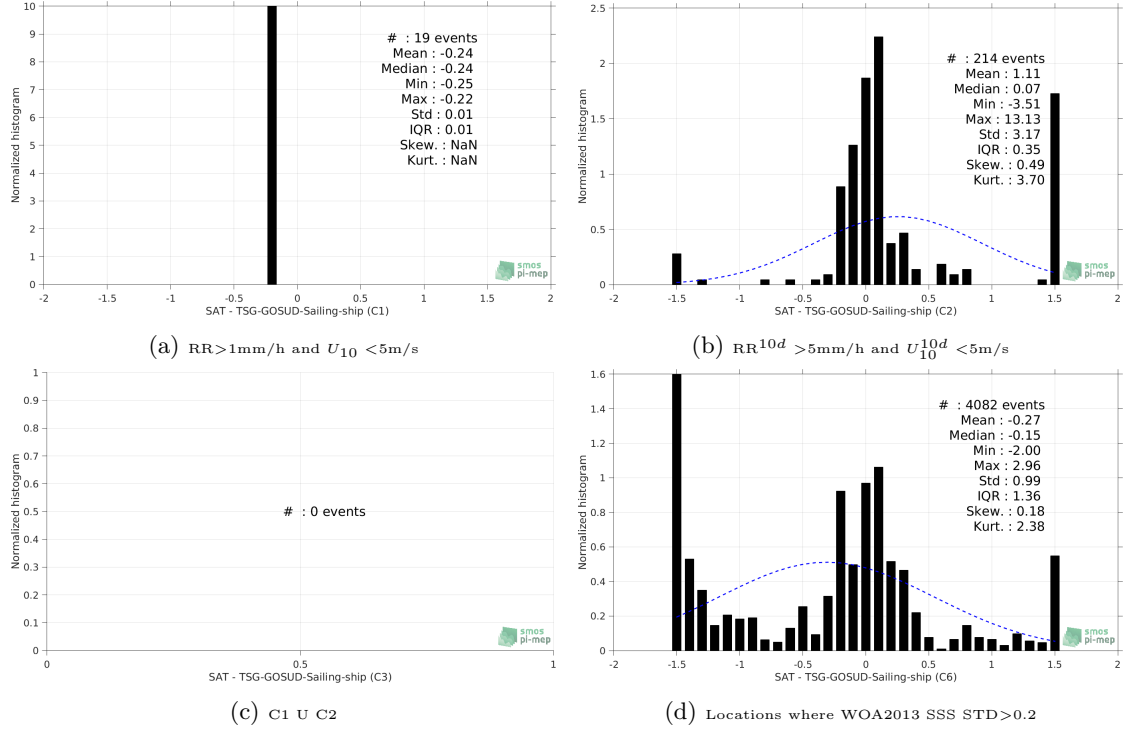 10
9
8
7
6
5
4
3
2
1
0
Normalized histogram
# : 19 events
Mean : -0.24
Median : -0.24
Min : -0.25
Max : -0.22
Std : 0.01
IQR : 0.01
Skew. : NaN
Kurt. : NaN
smos
pi-mep
-2 -1.5 -1 -0.5 0 0.5 1 1.5 2
SAT - TSG-GOSUD-Sailing-ship (C1)
(a) RR>1mm/h and U10 <5m/s
2.5
2
1.5
1
0.5
0
Normalized histogram
# : 214 events
Mean : 1.11
Median : 0.07
Min : -3.51
Max : 13.13
Std : 3.17
IQR : 0.35
Skew. : 0.49
Kurt. : 3.70
smos
pi-mep
-2 -1.5 -1 -0.5 0 0.5 1 1.5 2
SAT - TSG-GOSUD-Sailing-ship (C2)
(b) RR10d >5mm/h and U10d10 <5m/s
1
0.9
0.8
0.7
0.6
0.5
0.4
0.3
0.2
0.1
0
Normalized histogram
# : 0 events
smos
pi-mep
0 0.5 1
SAT - TSG-GOSUD-Sailing-ship (C3)
(c) C1 U C2
1.6
1.4
1.2
1
0.8
0.6
0.4
0.2
0
Normalized histogram
# : 4082 events
Mean : -0.27
Median : -0.15
Min : -2.00
Max : 2.96
Std : 0.99
IQR : 1.36
Skew. : 0.18
Kurt. : 2.38
smos
pi-mep
-2 -1.5 -1 -0.5 0 0.5 1 1.5 2
SAT - TSG-GOSUD-Sailing-ship (C6)
(d) Locations where WOA2013 SSS STD>0.2